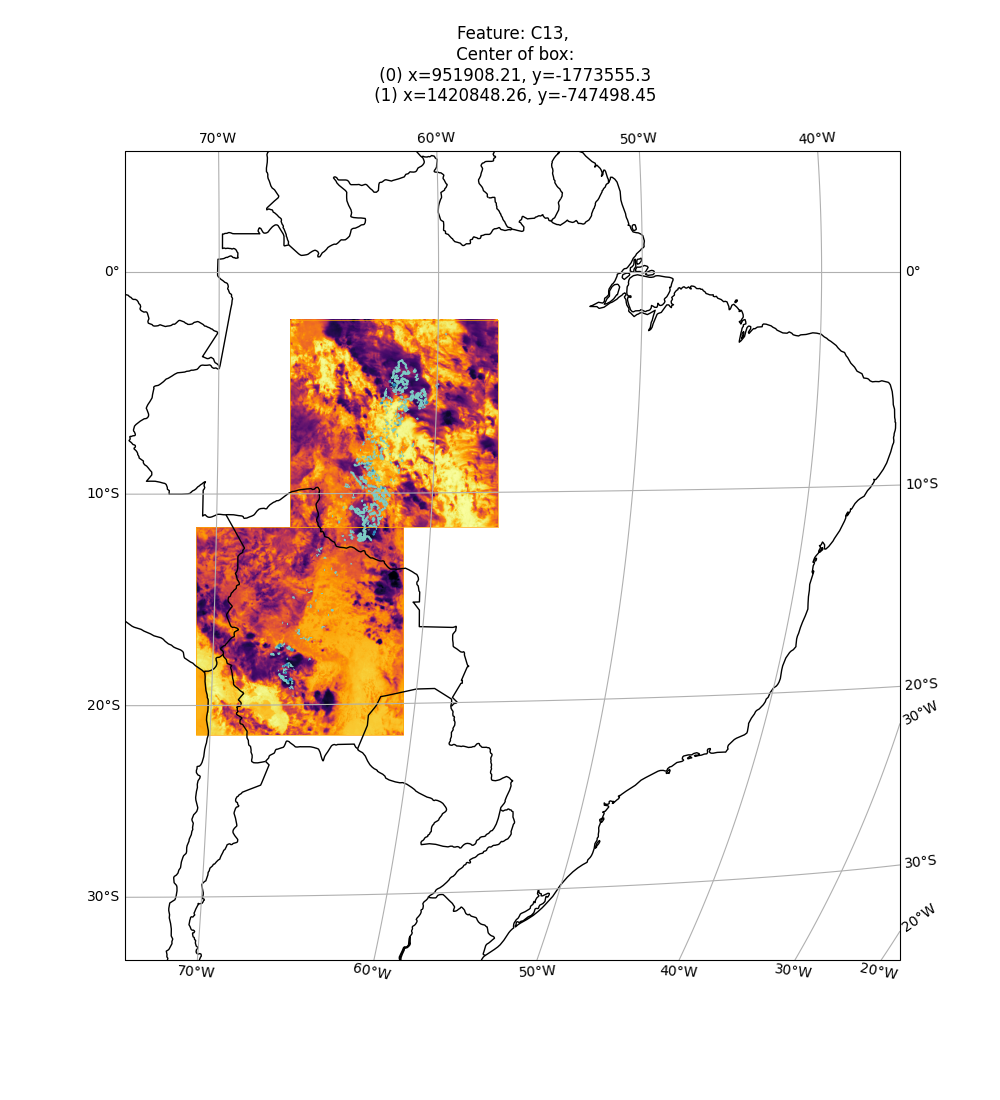 Feature: C13,
Center of box:
(0) x=951908.21, y=-1773555.3
(1) x=1420848.26, y=-747498.45
70°W 60°W 50°W 40°W
0° 0°
10°S 10°S
20°S 20°S
30°W
30°S 30°S
20°W
70°W 60°W 50°W 40°W 30°W 20°W